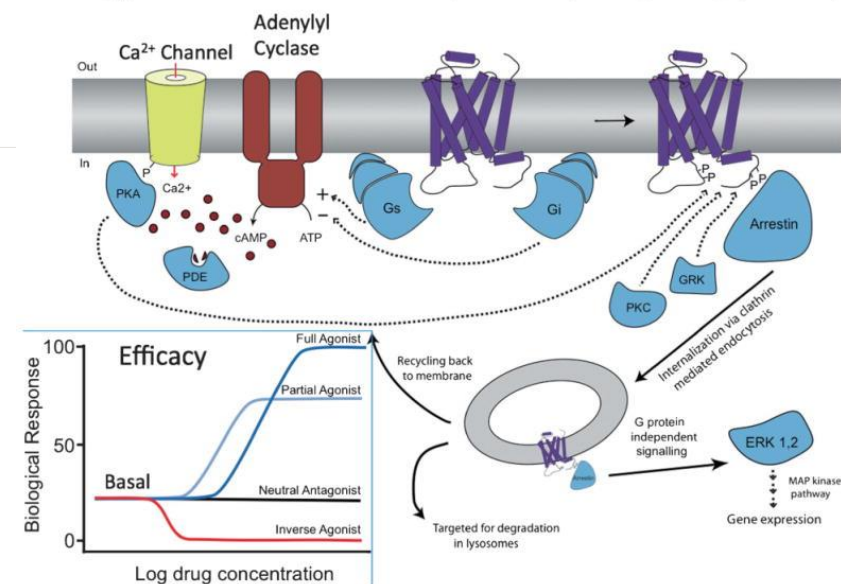 Ca2+ Channel
Adenylyl
Cyclase
Out
In
P
PKA
Ca2+
cAMP
ATP
PDE
+
−
Gs
Gi
P
P
P
P
Arrestin
GRK
PKC
Internalization via clathrin
mediated endocytosis
Recycling back
to membrane
G protein
independent
signalling
Arrestin
ERK 1,2
MAP kinase
pathway
Gene expression
Targeted for degradation
in lysosomes
Efficacy
100
50
0
Biological Response
Full Agonist
Partial Agonist
Basal
Neutral Antagonist
Inverse Agonist
Log drug concentration